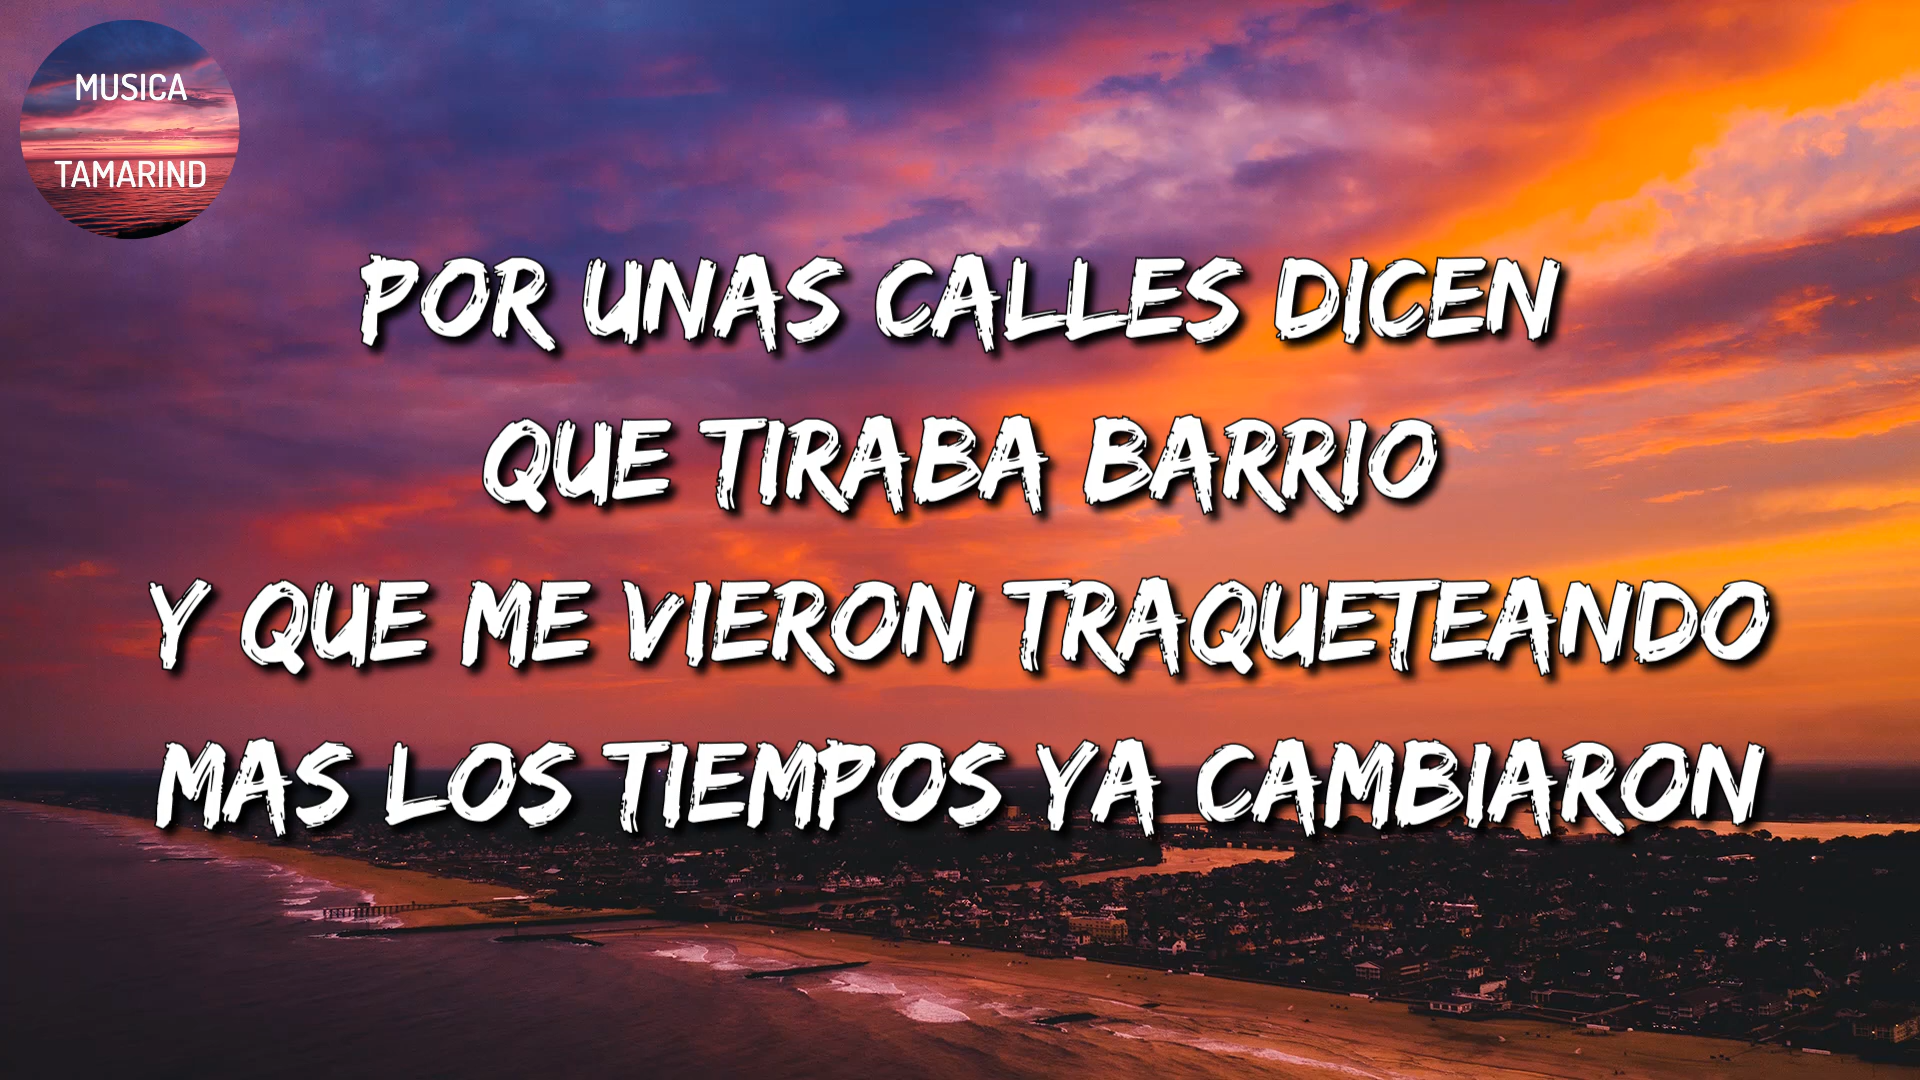 MUSICA
TAMARIND
POR UNAS CALLES DICEN
QUE TIRABA BARRIO
Y QUE ME VIERON TRAQUETEANDO
MAS LOS TIEMPOS YA CAMBIARON